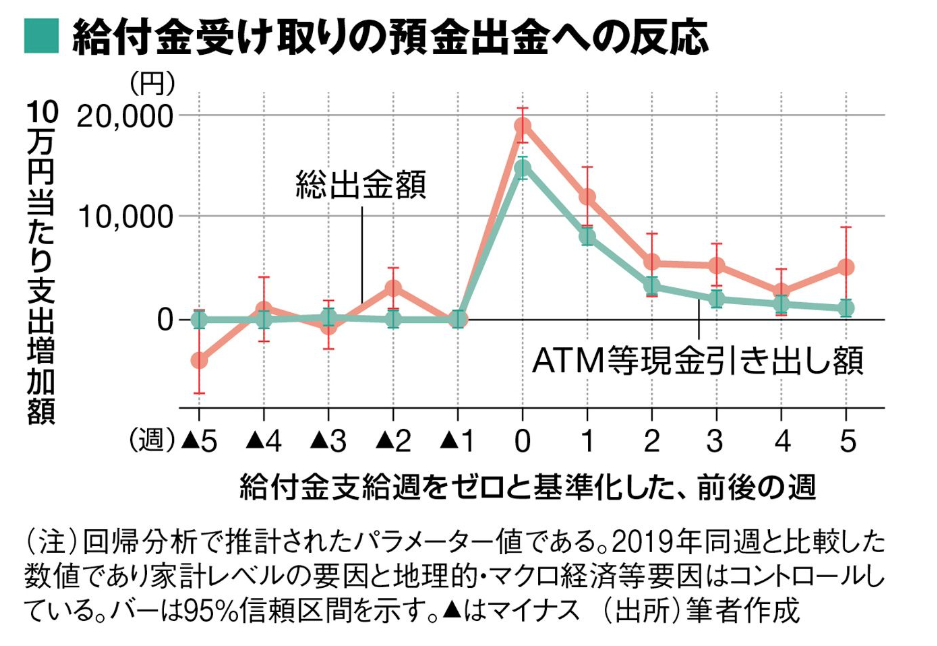 ■ 給付金受け取りの預金出金への反応
(円)
10万円当たり支出増加額
20,000
10,000
0
総出金額
ATM等現金引き出し額
(週) ▲5 ▲4 ▲3 ▲2 ▲1 0 1 2 3 4 5
給付金支給週をゼロと基準化した、前後の週
(注)回帰分析で推計されたパラメーター値である。2019年同週と比較した
数値であり家計レベルの要因と地理的・マクロ経済等要因はコントロールし
ている。バーは95%信頼区間を示す。▲はマイナス (出所)筆者作成